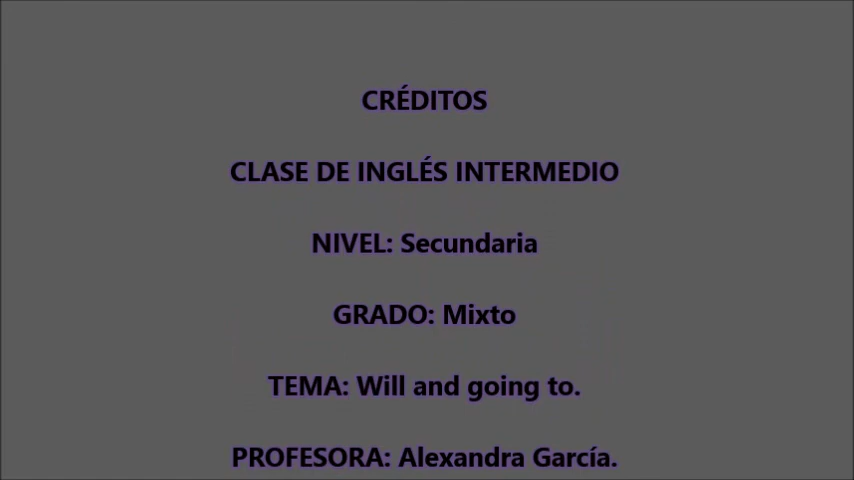 CRÉDITOS
CLASE DE INGLÉS INTERMEDIO
NIVEL: Secundaria
GRADO: Mixto
TEMA: Will and going to.
PROFESORA: Alexandra García.